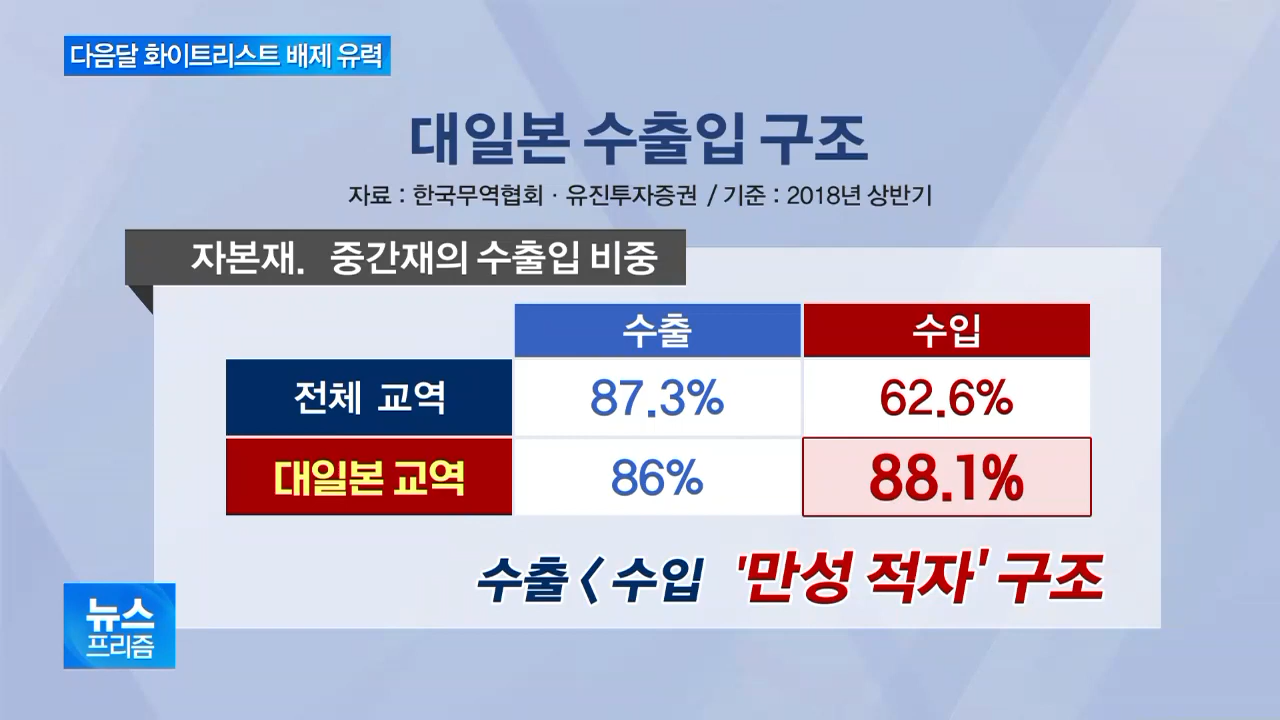 다음달 화이트리스트 배제 유력
대일본 수출입 구조
자료 : 한국무역협회 · 유진투자증권 / 기준 : 2018년 상반기
자본재. 중간재의 수출입 비중
수출 수입
전체 교역 87.3% 62.6%
대일본 교역 86% 88.1%
수출 < 수입 '만성 적자' 구조
뉴스
프리즘